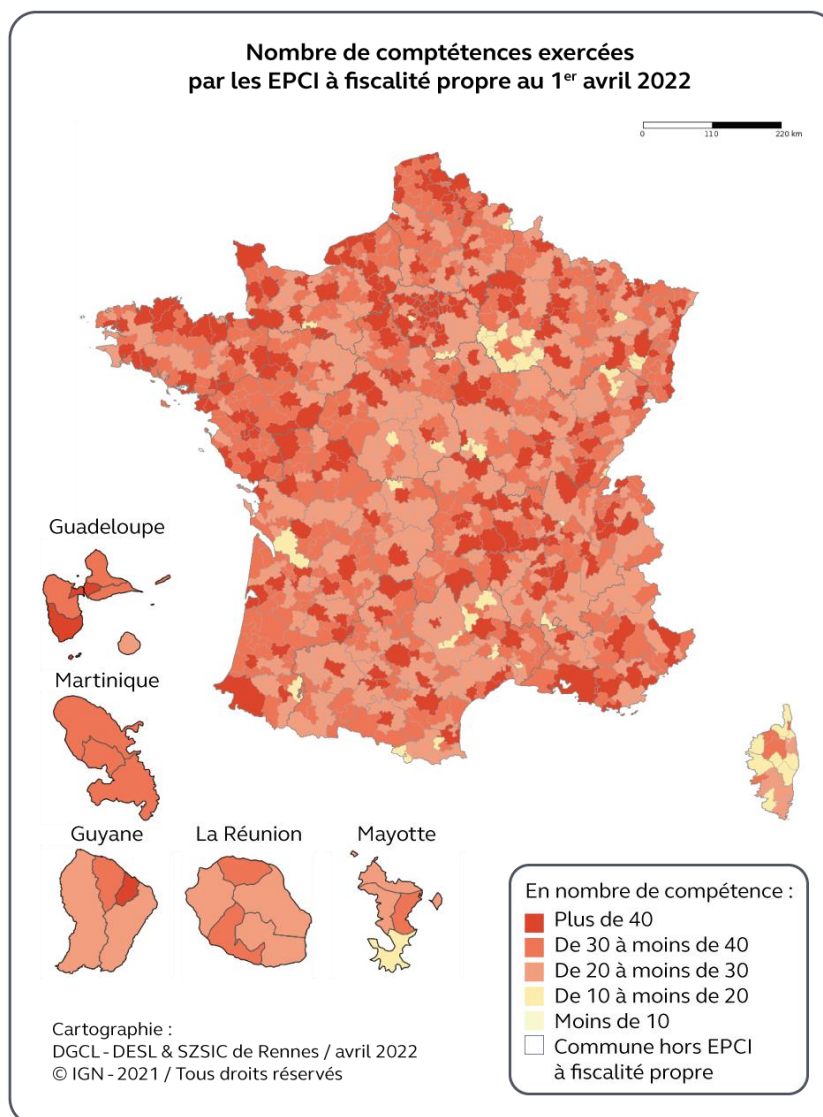 Nombre de comptétences exercées
par les EPCI à fiscalité propre au 1er avril 2022
0 110 220 km
Guadeloupe
Martinique
Guyane La Réunion Mayotte
En nombre de compétence :
Plus de 40
De 30 à moins de 40
De 20 à moins de 30
De 10 à moins de 20
Moins de 10
Commune hors EPCI
à fiscalité propre
Cartographie :
DGCL - DESL & SZSIC de Rennes / avril 2022
© IGN - 2021 / Tous droits réservés